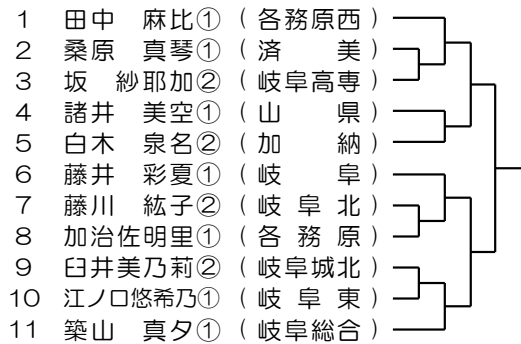 1 田中 麻比① (各務原西)
2 桑原 真琴① (済 美)
3 坂 紗耶加② (岐阜高専)
4 諸井 美空① (山 県)
5 白木 泉名② (加 納)
6 藤井 彩夏① (岐 阜)
7 藤川 紘子② (岐 阜 北)
8 加治佐明里① (各 務 原)
9 臼井美乃莉② (岐阜城北)
10 江ノ口悠希乃① (岐 阜 東)
11 築山 真夕① (岐阜総合)